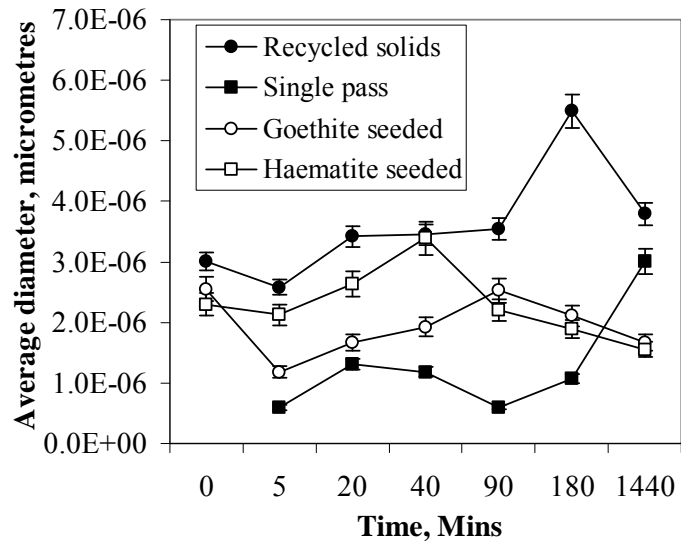 7.0E-06
6.0E-06
5.0E-06
4.0E-06
3.0E-06
2.0E-06
1.0E-06
0.0E+00
Average diameter, micrometres
Recycled solids
Single pass
Goethite seeded
Haematite seeded
0 5 20 40 90 180 1440
Time, Mins